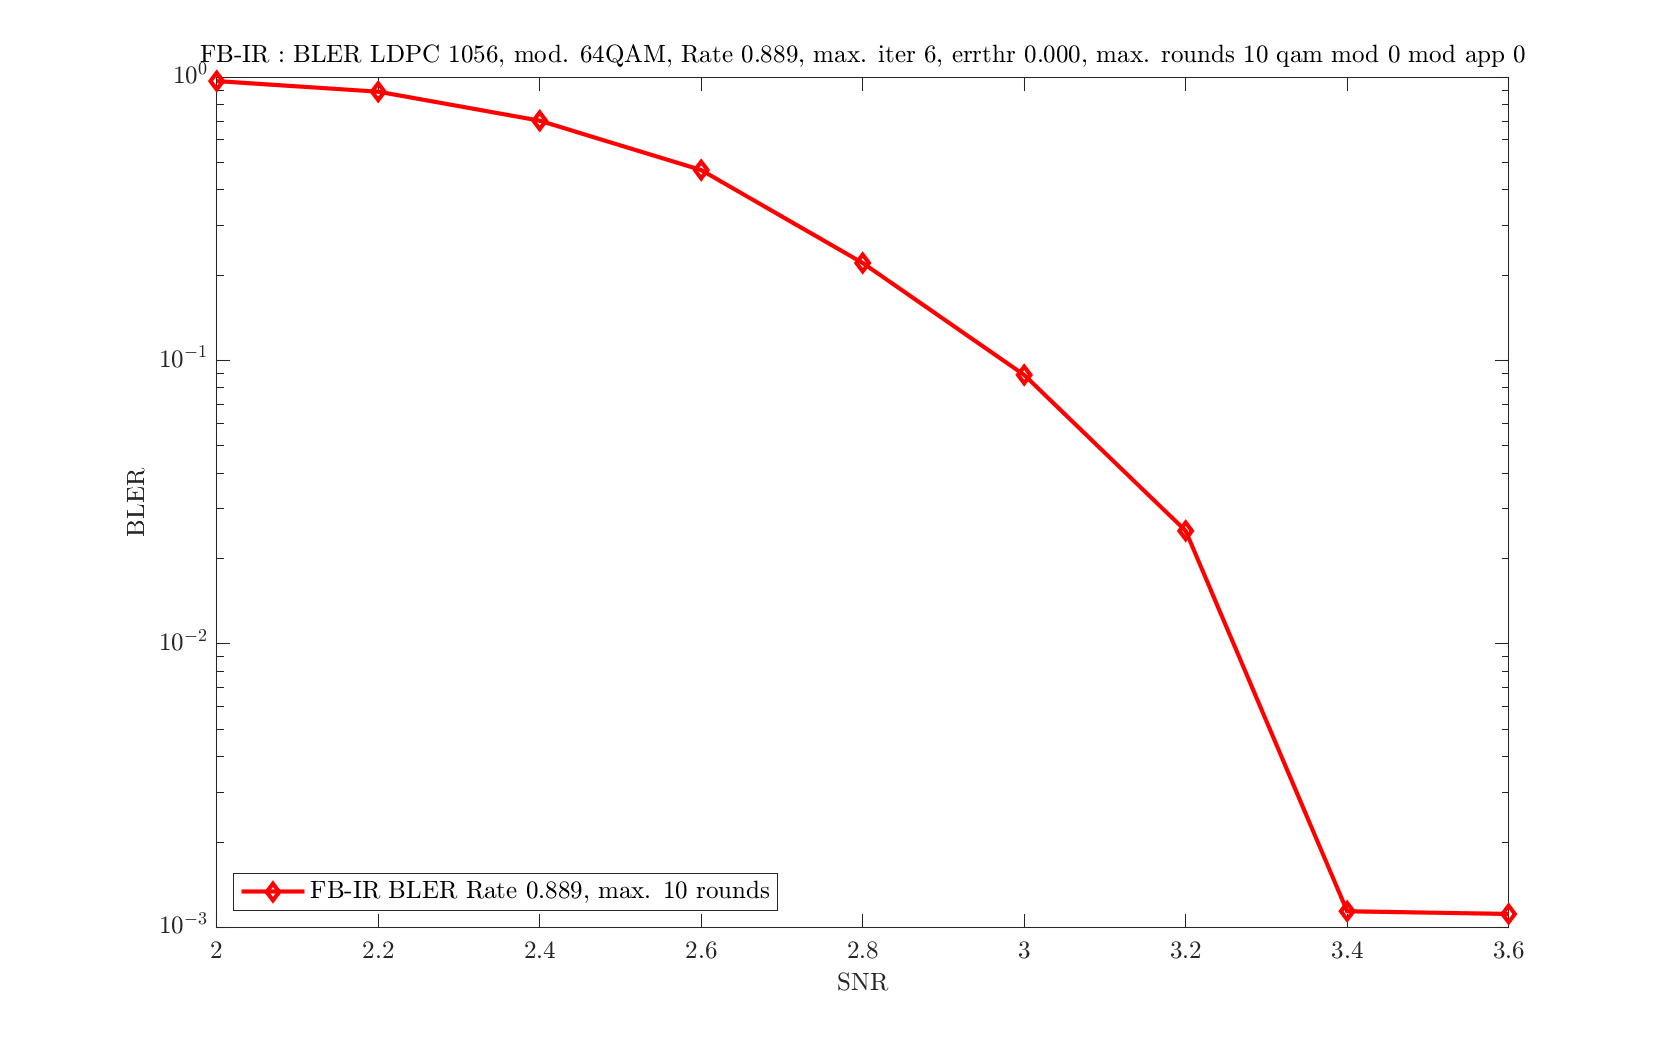 FB-IR : BLER LDPC 1056, mod. 64QAM, Rate 0.889, max. iter 6, errthr 0.000, max. rounds 10 qam mod 0 mod app 0
10^0
10^-1
10^-2
10^-3
BLER
FB-IR BLER Rate 0.889, max. 10 rounds
2 2.2 2.4 2.6 2.8 3 3.2 3.4 3.6
SNR